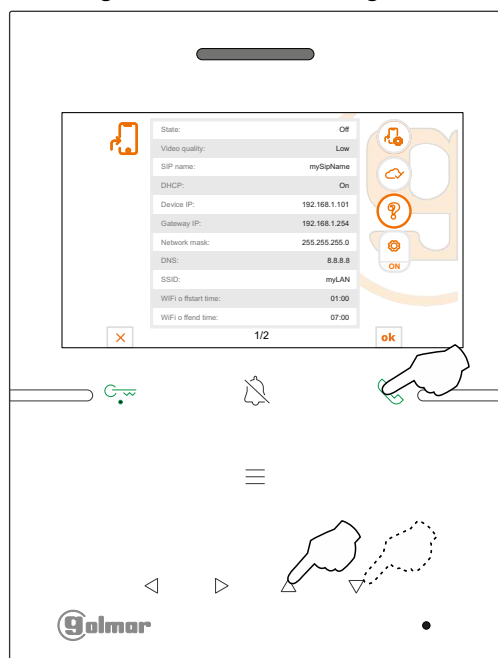 State: Off
Video quality: Low
SIP name: mySipName
DHCP: On
Device IP: 192.168.1.101
Gateway IP: 192.168.1.254
Network mask: 255.255.255.0
DNS: 8.8.8.8
SSID: myLAN
WIFi o ffstart time: 01:00
WiFi o ffend time: 07:00
ON
1/2
ok
golmar